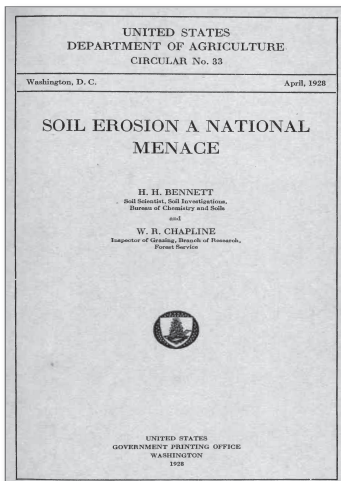 UNITED STATES
DEPARTMENT OF AGRICULTURE
CIRCULAR No. 33
Washington, D. C. April, 1928
SOIL EROSION A NATIONAL
MENACE
H. H. BENNETT
Soil Scientist, Soil Investigations,
Bureau of Chemistry and Soils
and
W. R. CHAPLINE
Inspector of Grazing, Branch of Research,
Forest Service
UNITED STATES
GOVERNMENT PRINTING OFFICE
WASHINGTON
1928